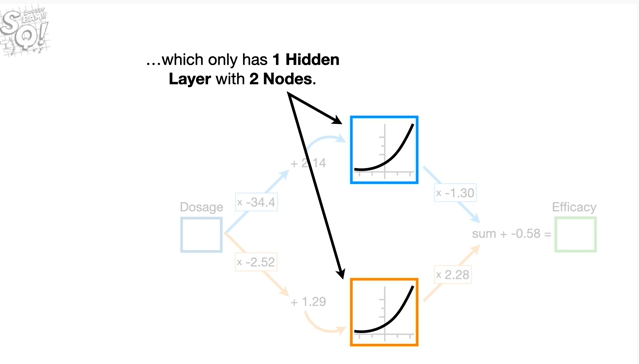 …which only has 1 Hidden
Layer with 2 Nodes.
+ 2.14
x -34.4
x -1.30
Dosage
Efficacy
sum + -0.58 =
x -2.52
x 2.28
+ 1.29